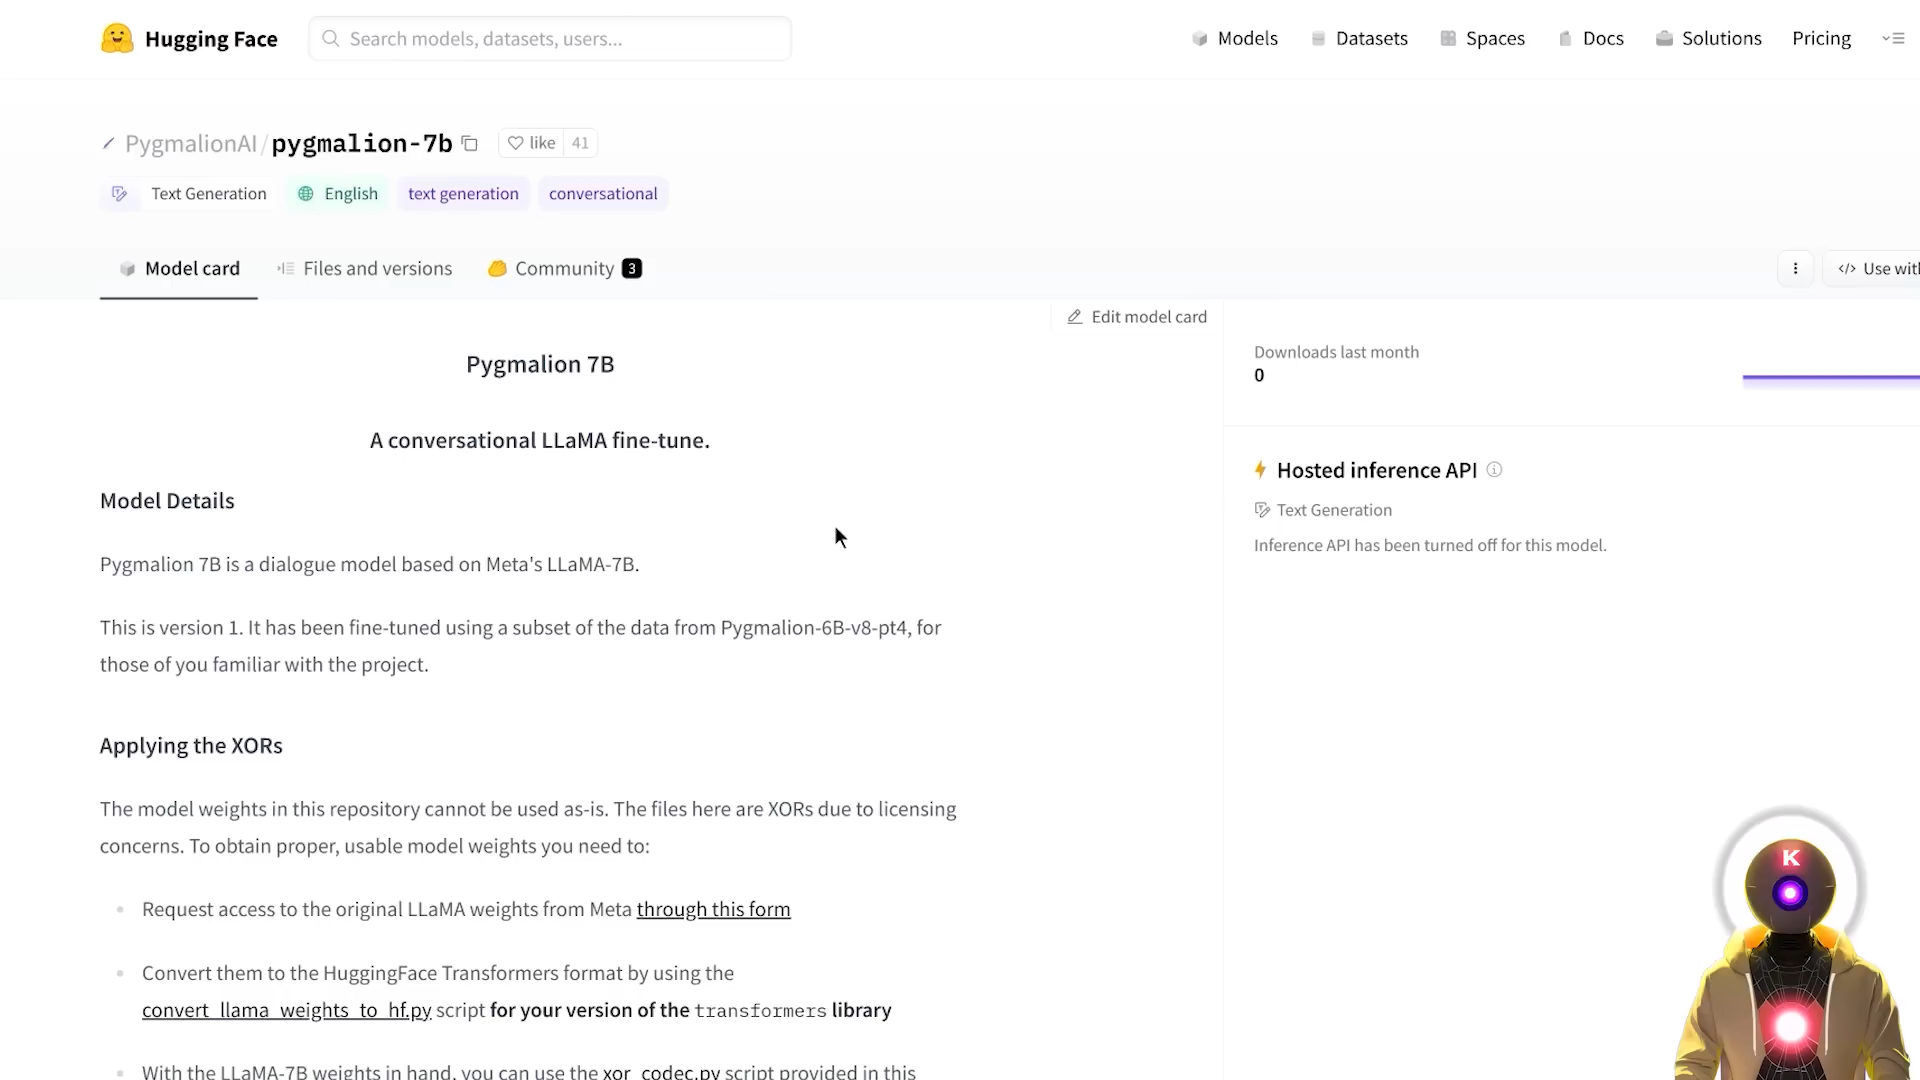 Hugging Face
Search models, datasets, users...
Models
Datasets
Spaces
Docs
Solutions
Pricing
PygmalionAI/pygmalion-7b
like 41
Text Generation
English
text generation
conversational
Model card
Files and versions
Community 3
</> Use with
Edit model card
Pygmalion 7B
A conversational LLaMA fine-tune.
Model Details
Pygmalion 7B is a dialogue model based on Meta's LLaMA-7B.
This is version 1. It has been fine-tuned using a subset of the data from Pygmalion-6B-v8-pt4, for
those of you familiar with the project.
Applying the XORs
The model weights in this repository cannot be used as-is. The files here are XORs due to licensing
concerns. To obtain proper, usable model weights you need to:
Request access to the original LLaMA weights from Meta through this form
Convert them to the HuggingFace Transformers format by using the
convert_llama_weights_to_hf.py script for your version of the transformers library
With the LLaMA-7B weights in hand, you can use the xor_codec.py script provided in this
Downloads last month
0
Hosted inference API
Text Generation
Inference API has been turned off for this model.
K